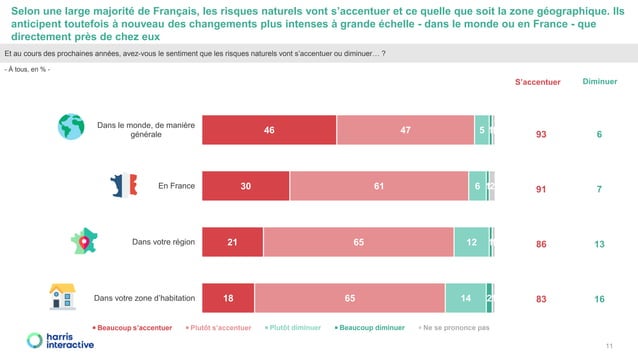 Selon une large majorité de Français, les risques naturels vont s’accentuer et ce quelle que soit la zone géographique. Ils
anticipent toutefois à nouveau des changements plus intenses à grande échelle - dans le monde ou en France - que
directement près de chez eux
Et au cours des prochaines années, avez-vous le sentiment que les risques naturels vont s’accentuer ou diminuer… ?
- À tous, en % -
S’accentuer Diminuer
Dans le monde, de manière
générale
46 47 5 1 93 6
En France 30 61 6 1 2 91 7
Dans votre région 21 65 12 1 86 13
Dans votre zone d’habitation 18 65 14 2 83 16
Beaucoup s’accentuer Plutôt s’accentuer Plutôt diminuer Beaucoup diminuer Ne se prononce pas
harris
interactive
11